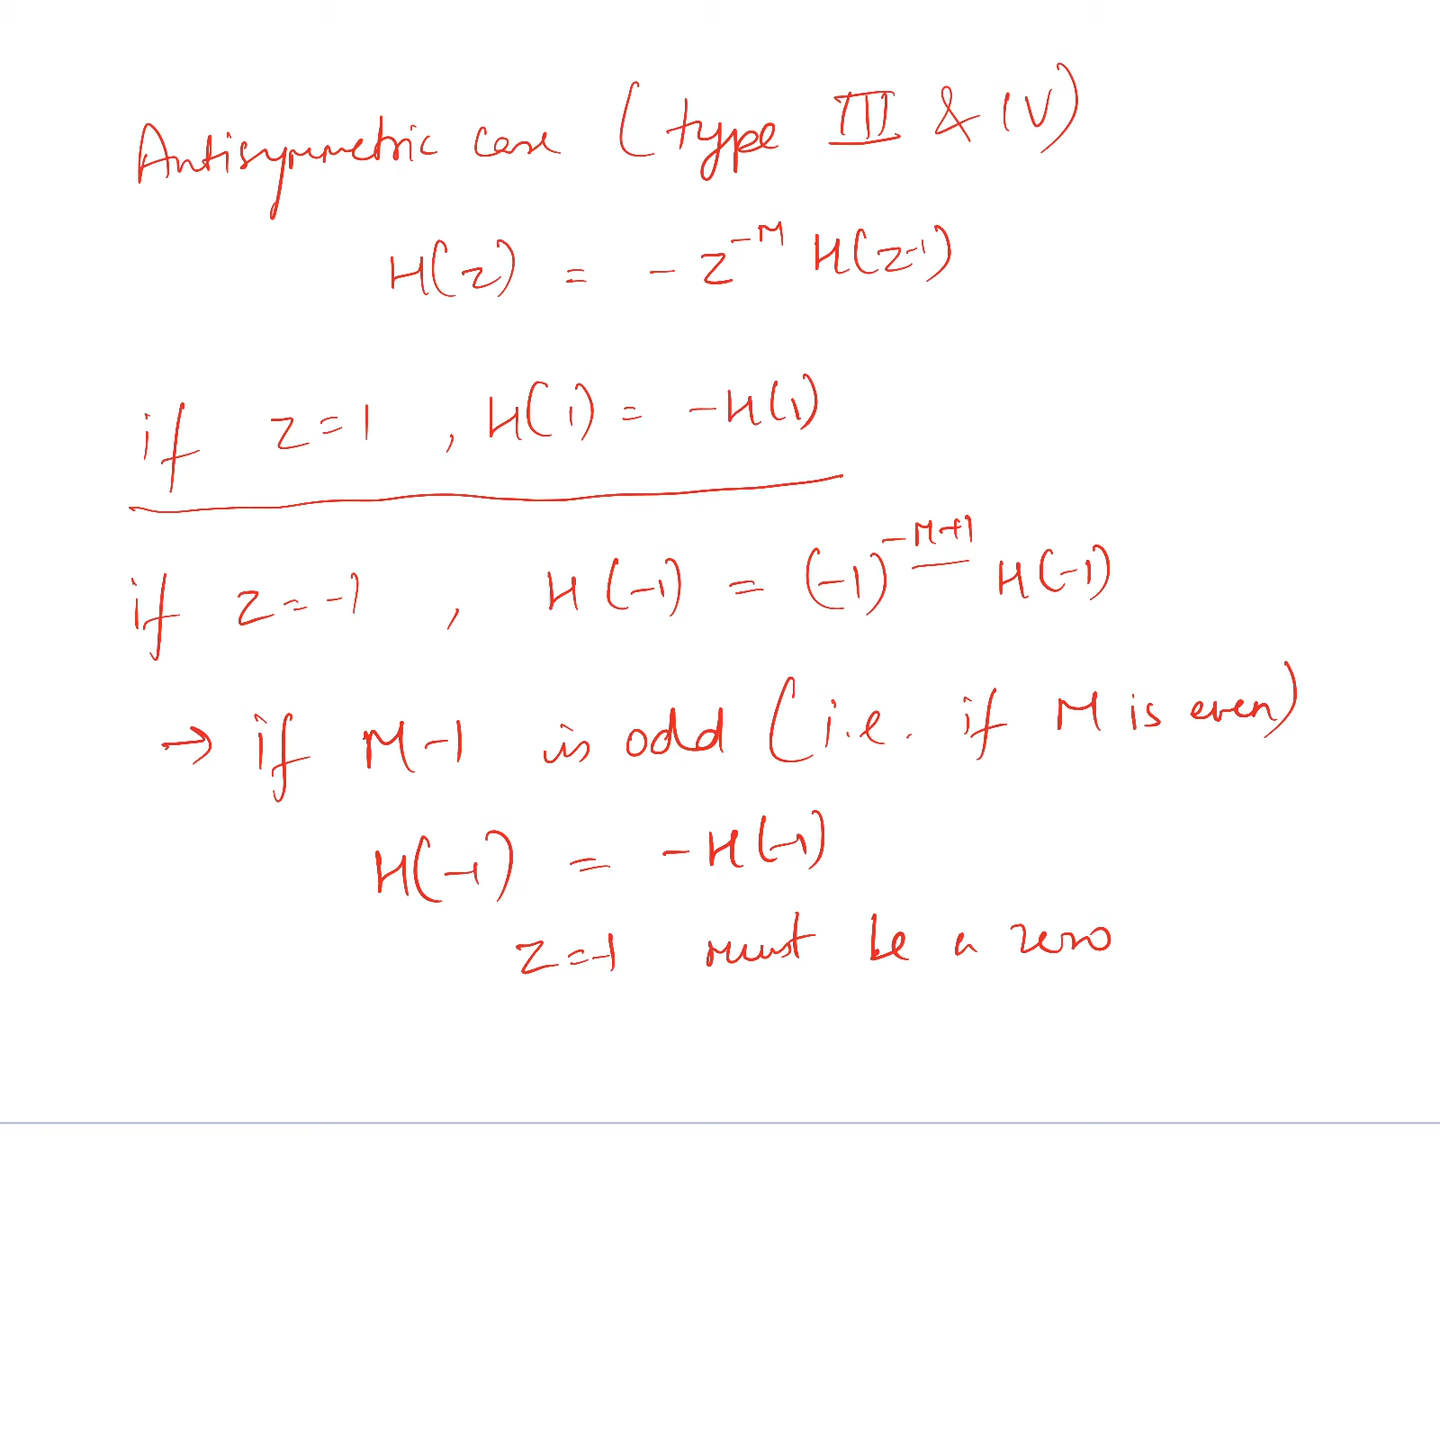 Antisymmetric case (type III & IV)
H(z) = - z^{-M} H(z^{-1})
if z=1 , H(1) = -H(1)
if z=-1 , H(-1) = (-1)^{-M+1} H(-1)
→ if M-1 is odd (i.e. if M is even)
H(-1) = -H(-1)
z=-1 must be a zero